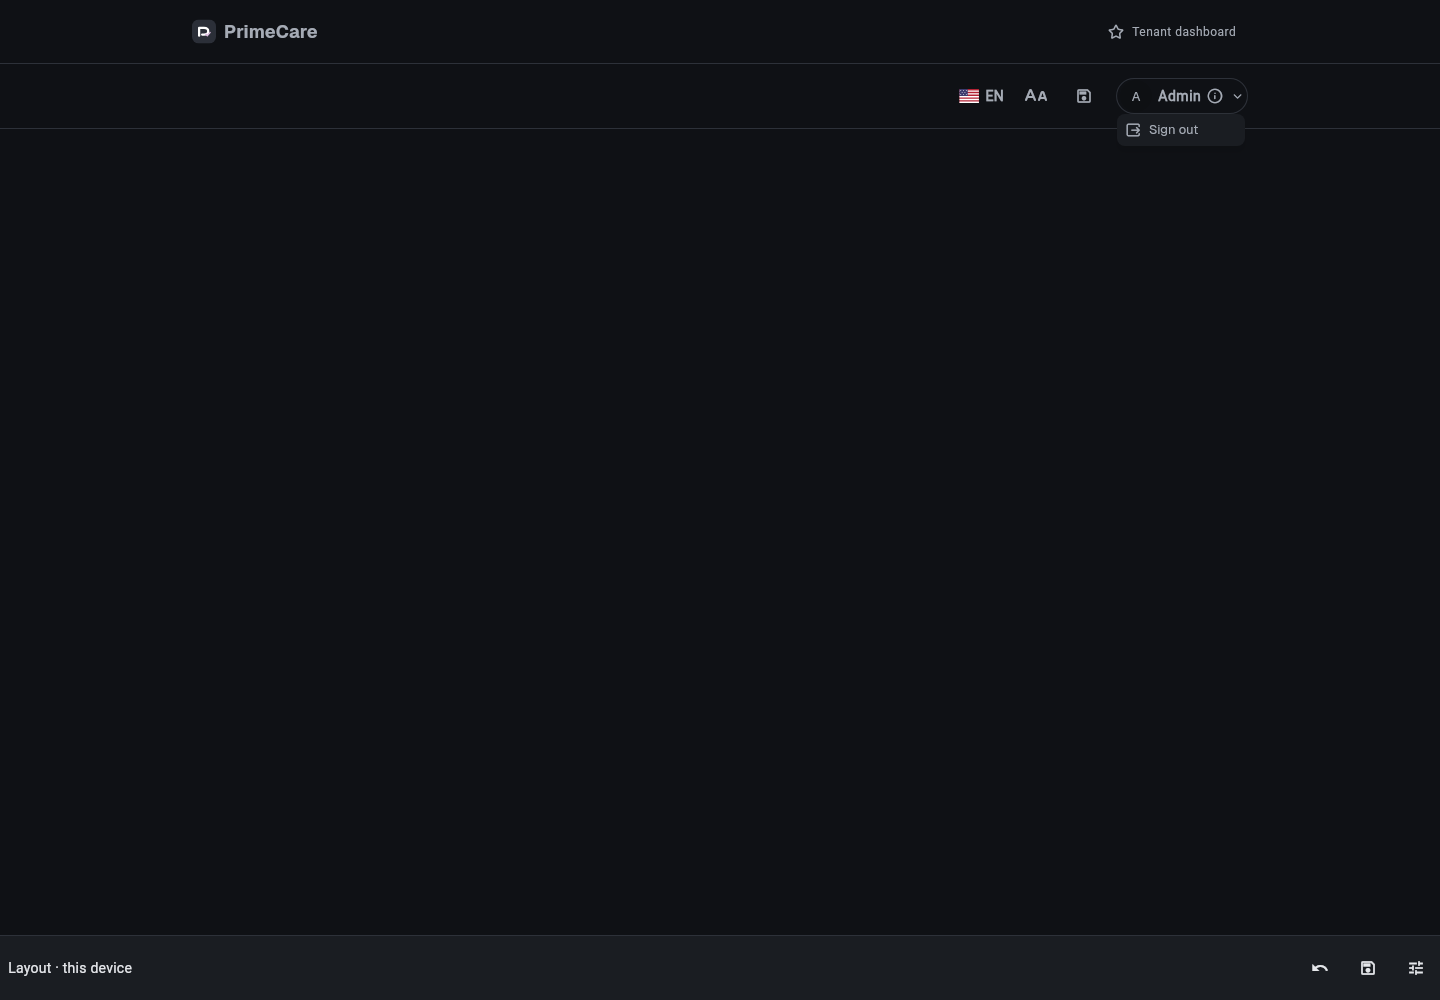 PrimeCare
Tenant dashboard
EN
AA
A Admin
Sign out
Layout · this device